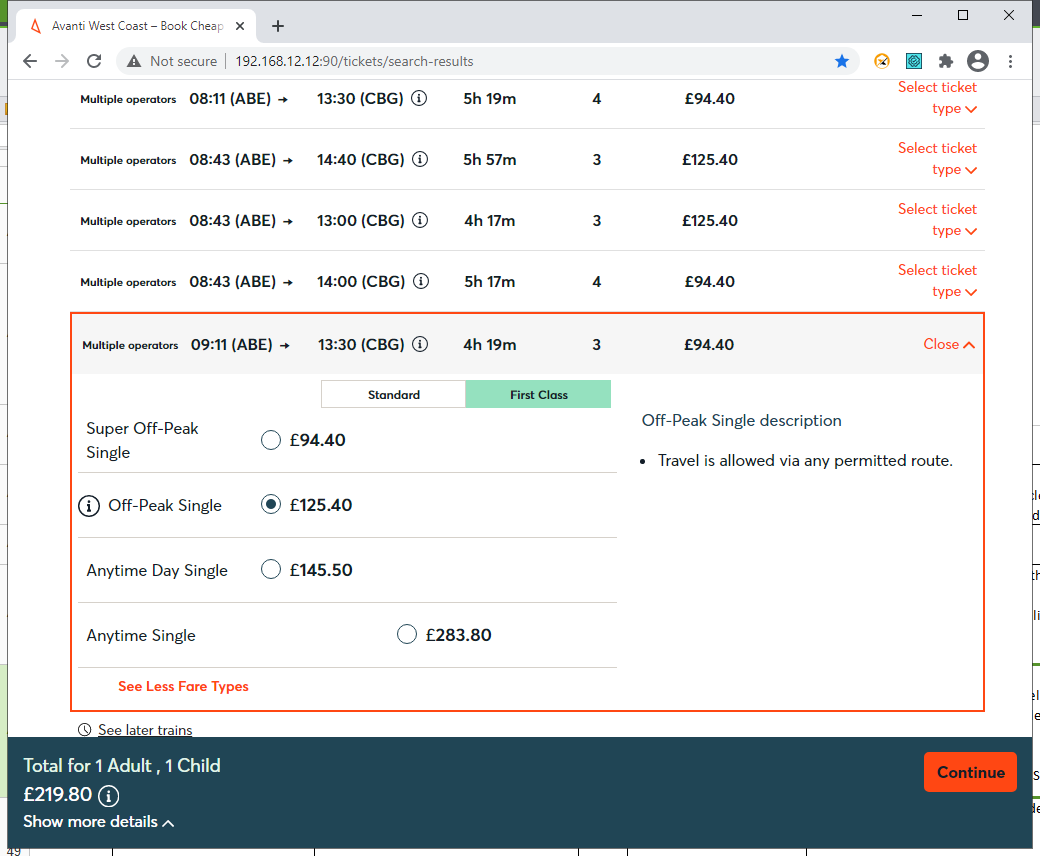 Avanti West Coast – Book Cheap
Not secure | 192.168.12.12:90/tickets/search-results
Multiple operators 08:11 (ABE) → 13:30 (CBG) 5h 19m 4 £94.40 Select ticket type
Multiple operators 08:43 (ABE) → 14:40 (CBG) 5h 57m 3 £125.40 Select ticket type
Multiple operators 08:43 (ABE) → 13:00 (CBG) 4h 17m 3 £125.40 Select ticket type
Multiple operators 08:43 (ABE) → 14:00 (CBG) 5h 17m 4 £94.40 Select ticket type
Multiple operators 09:11 (ABE) → 13:30 (CBG) 4h 19m 3 £94.40 Close
Standard First Class
Super Off-Peak Single £94.40
Off-Peak Single £125.40
Anytime Day Single £145.50
Anytime Single £283.80
See Less Fare Types
Off-Peak Single description
• Travel is allowed via any permitted route.
See later trains
Total for 1 Adult , 1 Child
£219.80
Show more details
Continue
49